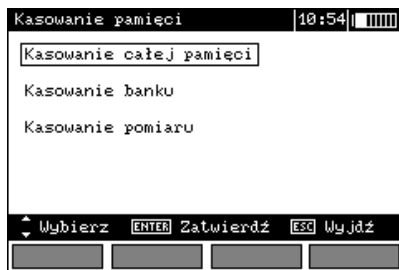 Kasowanie pamięci 10:54
Kasowanie całej pamięci
Kasowanie banku
Kasowanie pomiaru
Wybierz ENTER Zatwierdź ESC Wyjdź